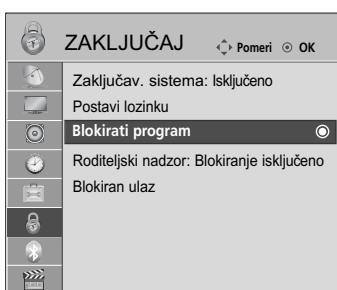 ZAKLJUČAJ Pomeri OK
Zaključav. sistema: Isključeno
Postavi lozinku
Blokirati program
Roditeljski nadzor: Blokiranje isključeno
Blokiran ulaz